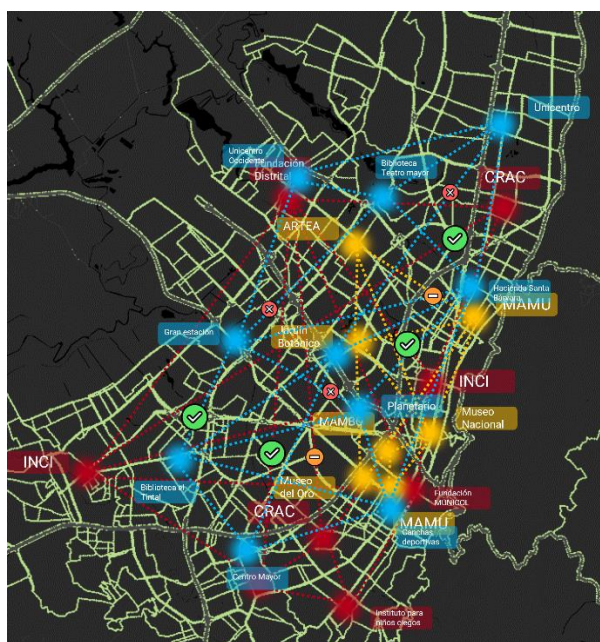 Unicentro
Unicentro
Occidente
Fundación
Distrital
Biblioteca
Teatro mayor
CRAC
ARTEA
Hacienda Santa
Bárbara
MAMU
Gran estación
Jardín
Botánico
INCI
Planetario
Museo
Nacional
MAMBO
INCI
Biblioteca el
Tintal
Museo
del Oro
Fundación
CRAC
MAMU
Canchas
deportivas
Centro Mayor
Instituto para
niños ciegos